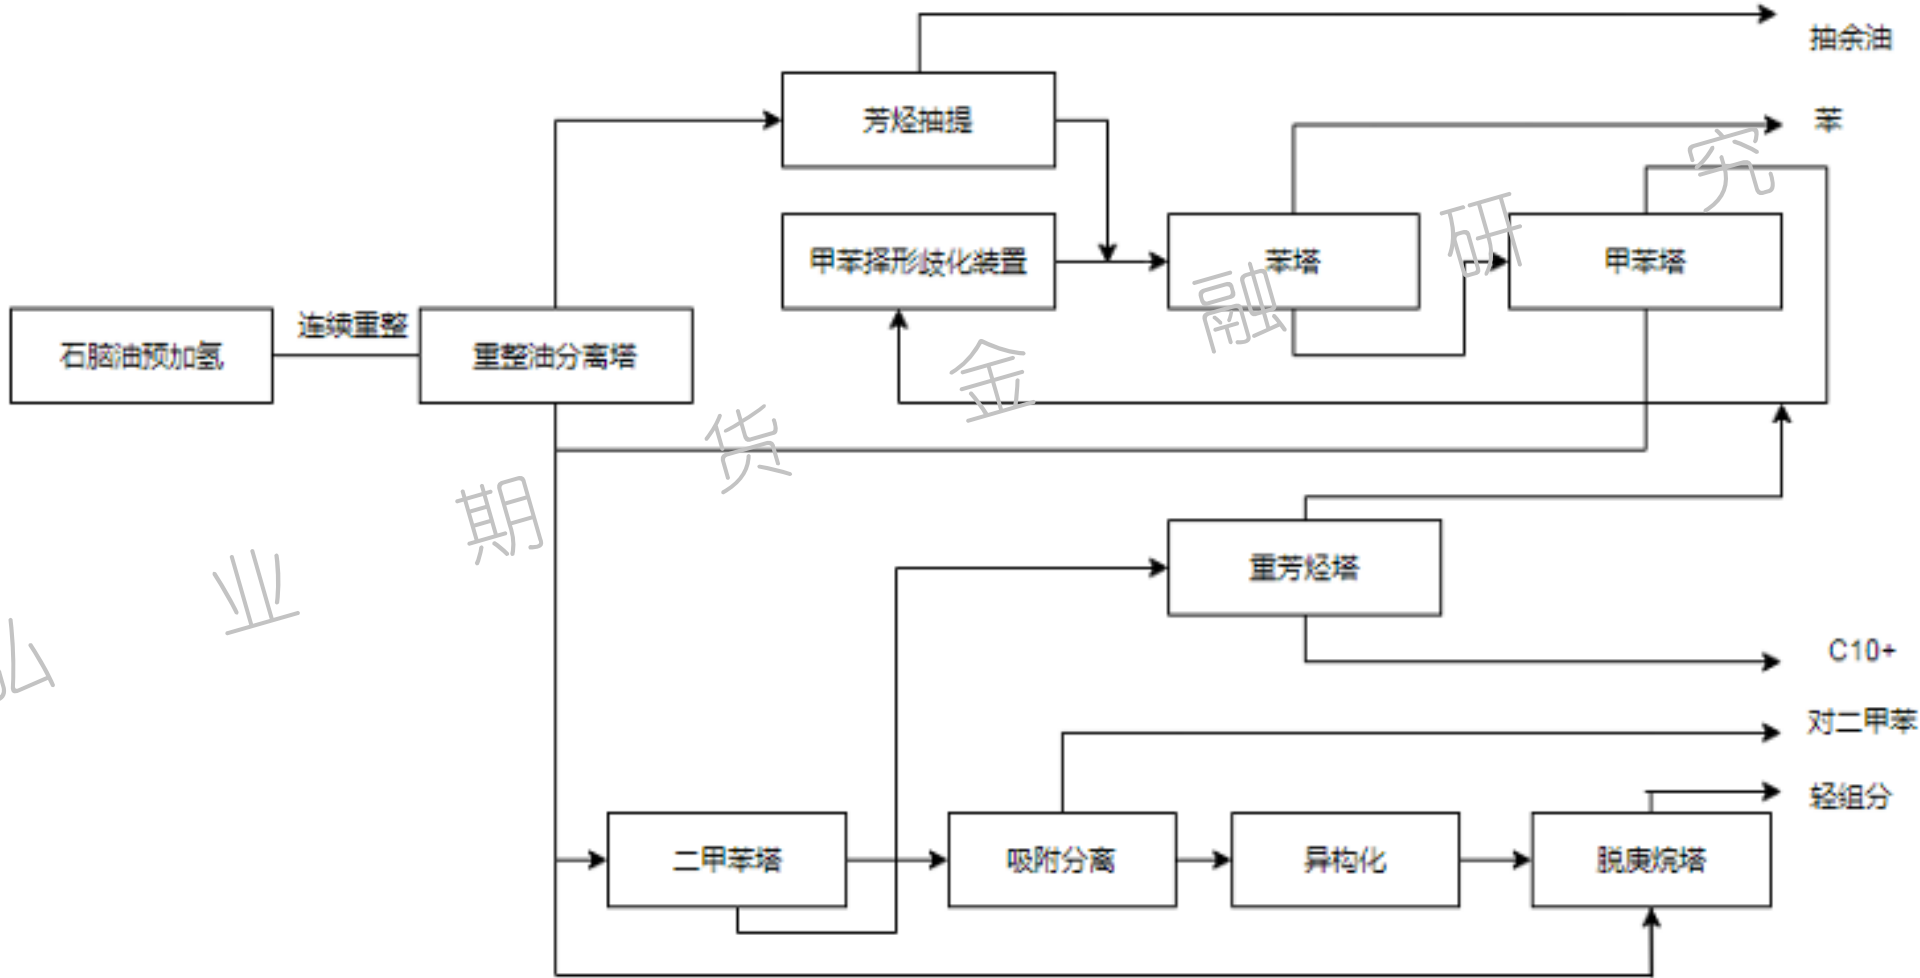 抽余油
芳烃抽提
苯
甲苯择形歧化装置
苯塔
甲苯塔
连续重整
石脑油预加氢
重整油分离塔
重芳烃塔
C10+
对二甲苯
轻组分
二甲苯塔
吸附分离
异构化
脱庚烷塔
弘业期货金融研究